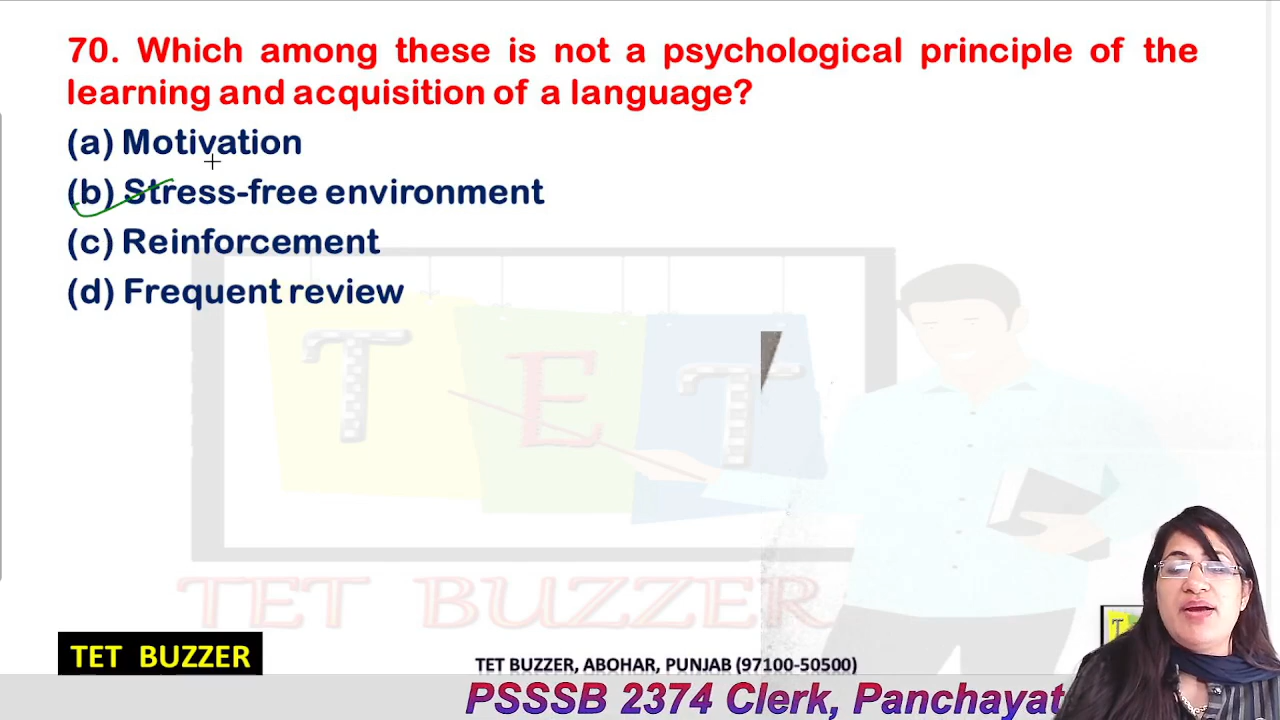 70. Which among these is not a psychological principle of the
learning and acquisition of a language?
(a) Motivation
(b) Stress-free environment
(c) Reinforcement
(d) Frequent review
T E T
TET BUZZER
TET BUZZER
TET BUZZER, ABOHAR, PUNJAB (97100-50500)
PSSSB 2374 Clerk, Panchayat